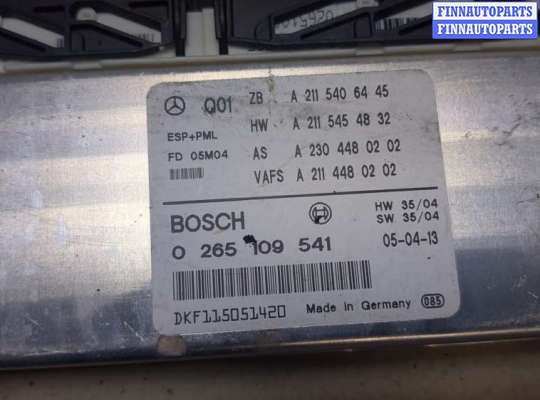 FINNAUTOPARTS
FINNAUTOPARTS
Q01 ZB A 211 540 64 45
ESP+PML HW A 211 545 48 32
FD 05M04 AS A 230 448 02 02
VAFS A 211 448 02 02
BOSCH HW 35/04
SW 35/04
0 265 109 541 05-04-13
DKF115051420 Made in Germany 085